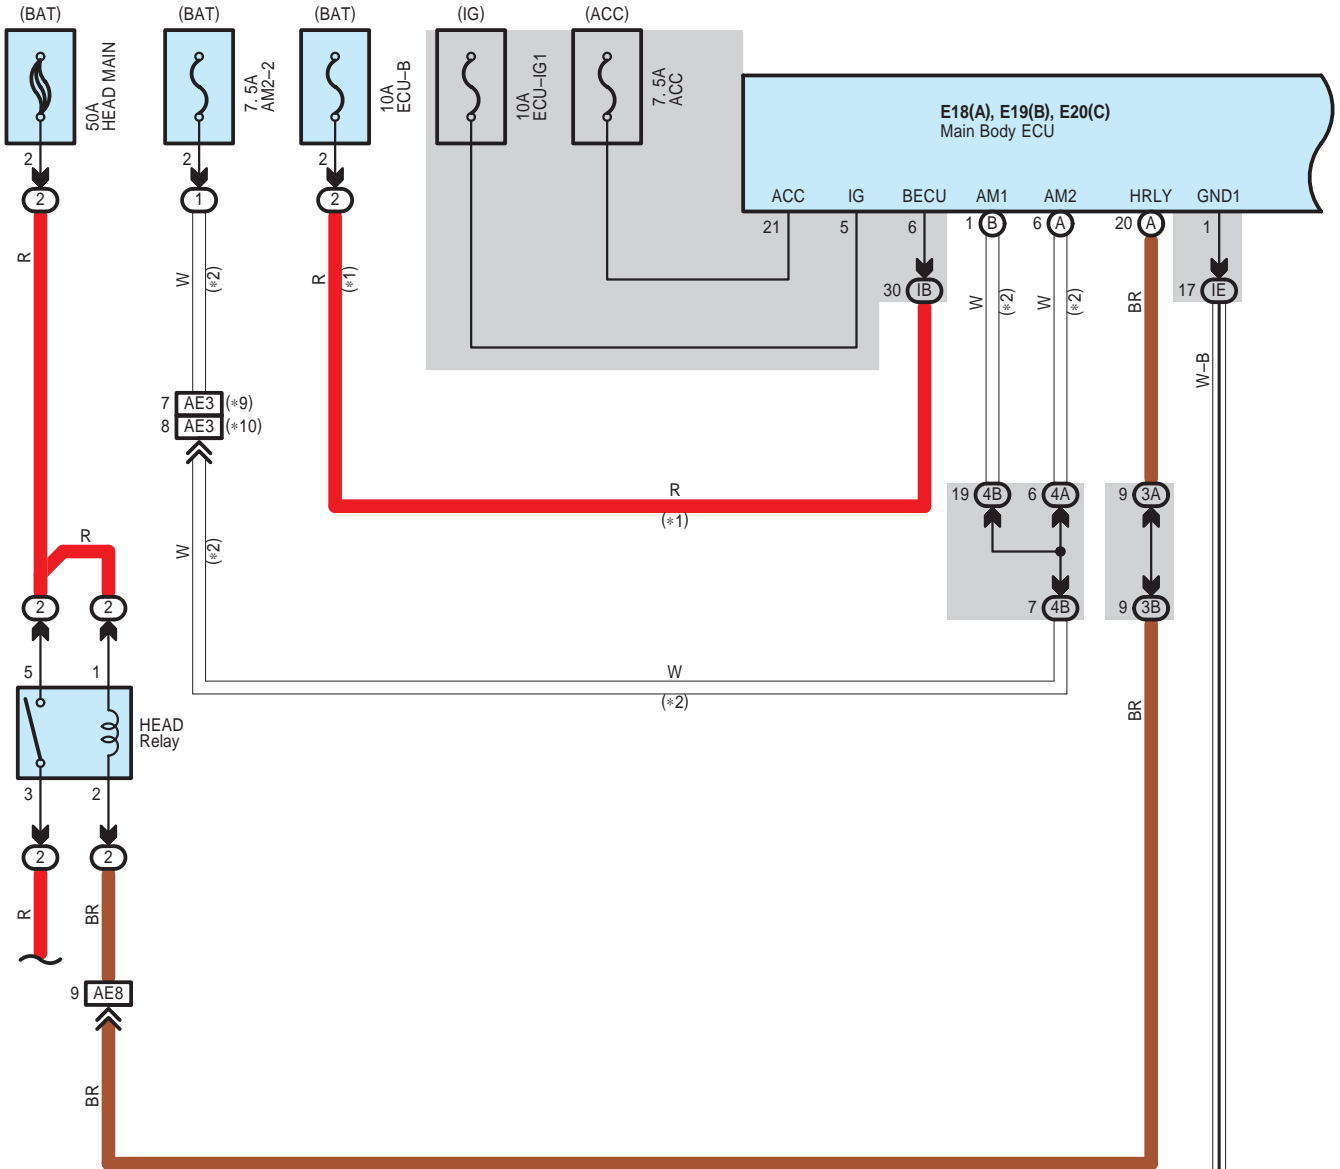 (BAT)
(BAT)
(BAT)
(IG)
(ACC)
50A
HEAD MAIN
7. 5A
AM2–2
10A
ECU–B
10A
ECU–IG1
7. 5A
ACC
E18(A), E19(B), E20(C)
Main Body ECU
ACC
IG
BECU
AM1
AM2
HRLY
GND1
2
2
2
21
5
6
1
B
6
A
20
A
1
2
1
2
R
W
(∗2)
R
(∗1)
30
IB
W
(∗2)
W
(∗2)
BR
17
IE
W–B
7
AE3
(∗9)
8
AE3
(∗10)
R
(∗1)
19
4B
6
4A
9
3A
R
W
(∗2)
2
2
7
4B
9
3B
5
1
W
(∗2)
HEAD
Relay
BR
3
2
2
2
R
BR
9
AE8
BR